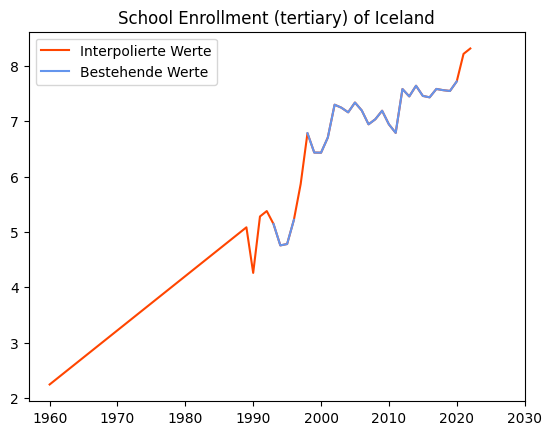 School Enrollment (tertiary) of Iceland
Interpolierte Werte
Bestehende Werte
8
7
6
5
4
3
2
1960 1970 1980 1990 2000 2010 2020 2030